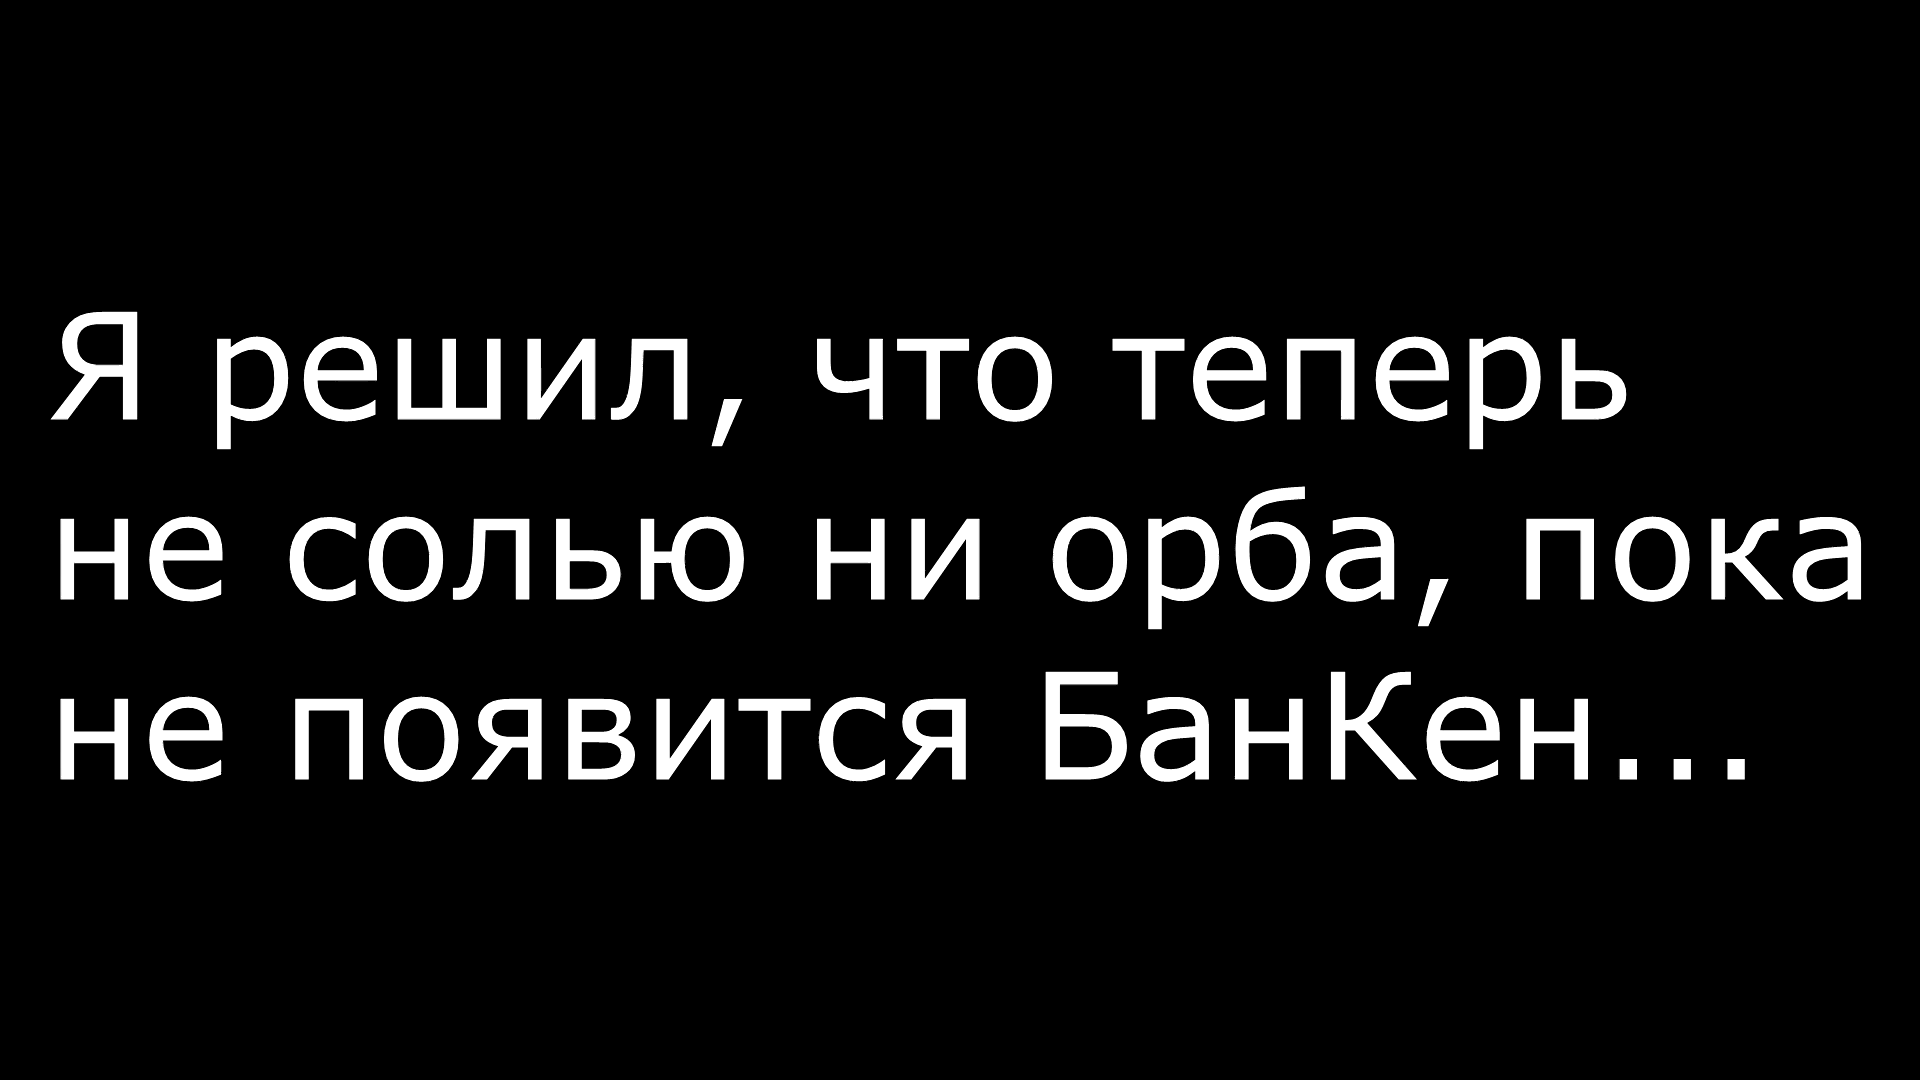 Я решил, что теперь
не солью ни орба, пока
не появится БанКен...